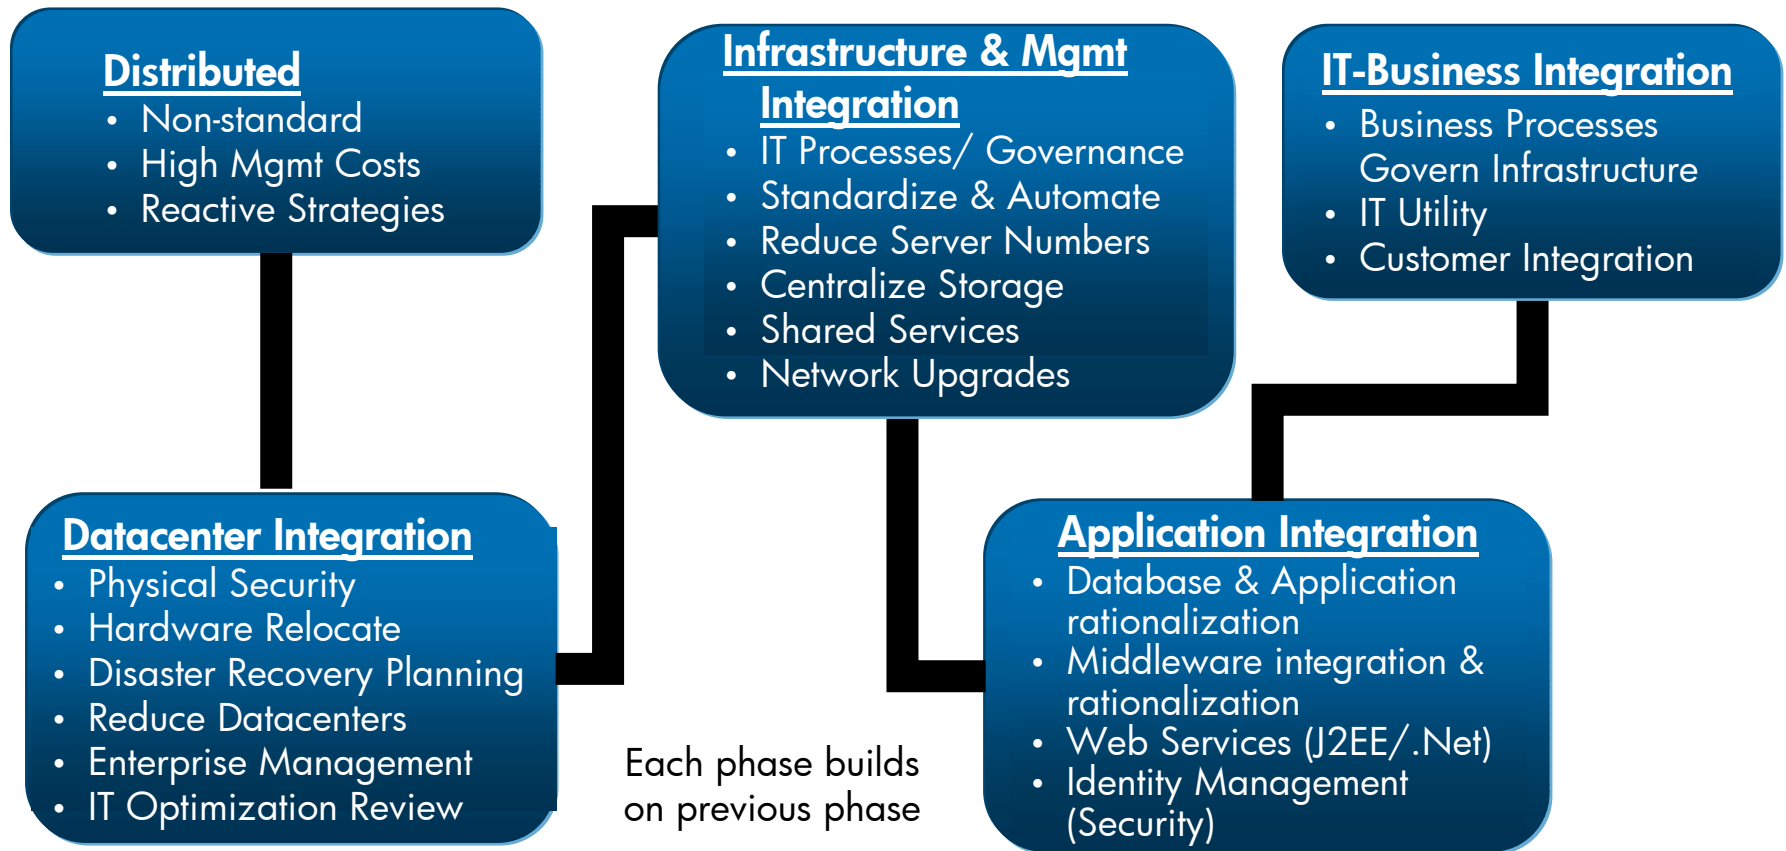 Distributed
• Non-standard
• High Mgmt Costs
• Reactive Strategies
Datacenter Integration
• Physical Security
• Hardware Relocate
• Disaster Recovery Planning
• Reduce Datacenters
• Enterprise Management
• IT Optimization Review
Infrastructure & Mgmt
Integration
• IT Processes/ Governance
• Standardize & Automate
• Reduce Server Numbers
• Centralize Storage
• Shared Services
• Network Upgrades
Application Integration
• Database & Application
rationalization
• Middleware integration &
rationalization
• Web Services (J2EE/.Net)
• Identity Management
(Security)
IT-Business Integration
• Business Processes
Govern Infrastructure
• IT Utility
• Customer Integration
Each phase builds
on previous phase